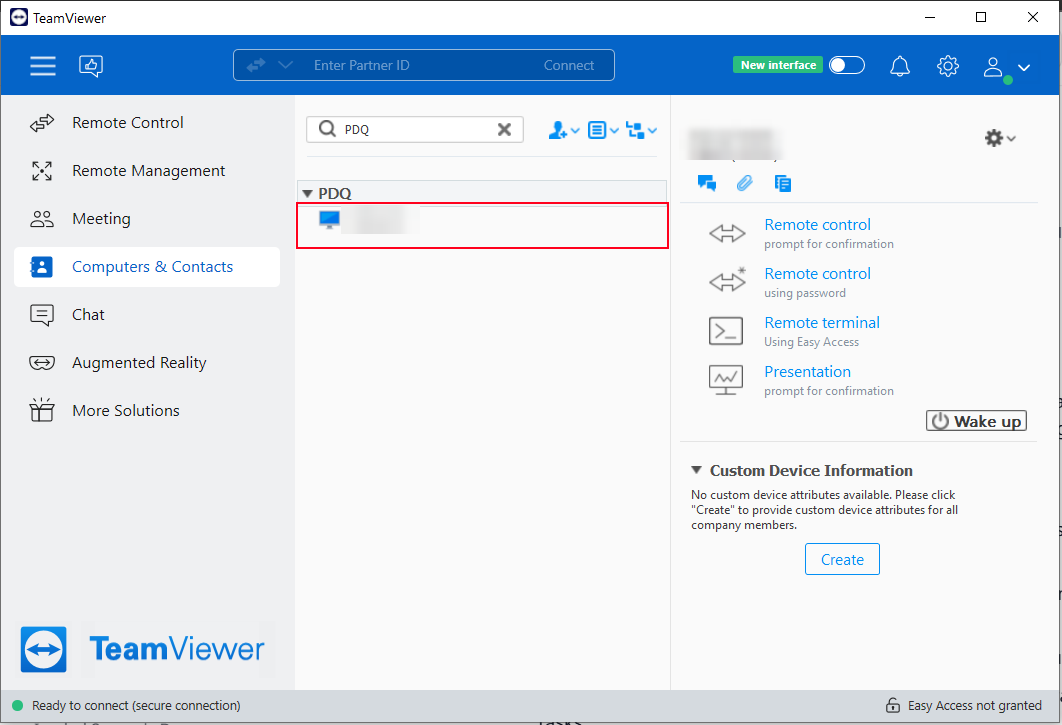 TeamViewer
Enter Partner ID
Connect
New interface
Remote Control
Remote Management
Meeting
Computers & Contacts
Chat
Augmented Reality
More Solutions
TeamViewer
PDQ
PDQ
Remote control
prompt for confirmation
Remote control
using password
Remote terminal
Using Easy Access
Presentation
prompt for confirmation
Wake up
Custom Device Information
No custom device attributes available. Please click
"Create" to provide custom device attributes for all
company members.
Create
Ready to connect (secure connection)
Easy Access not granted